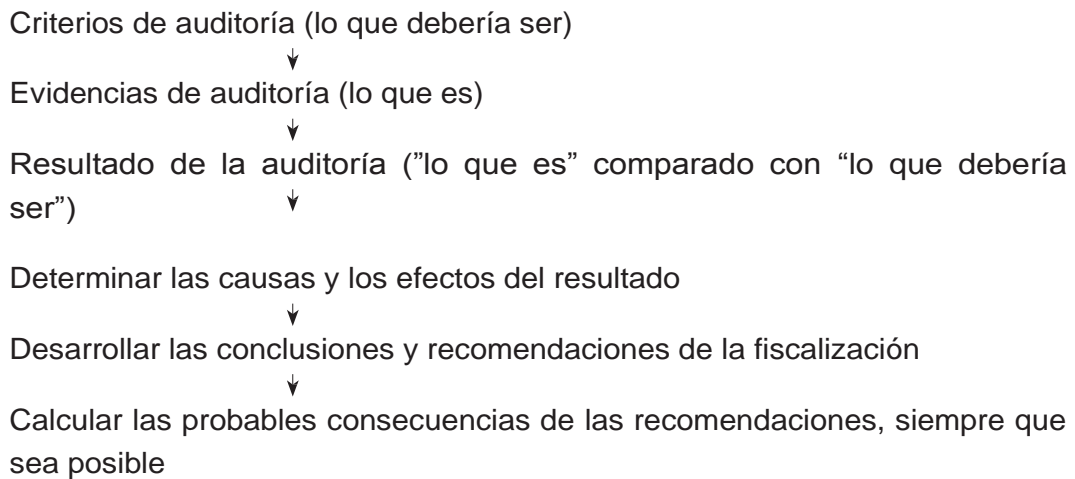 Criterios de auditoría (lo que debería ser)
Evidencias de auditoría (lo que es)
Resultado de la auditoría (”lo que es” comparado con “lo que debería
ser”)
Determinar las causas y los efectos del resultado
Desarrollar las conclusiones y recomendaciones de la fiscalización
Calcular las probables consecuencias de las recomendaciones, siempre que
sea posible